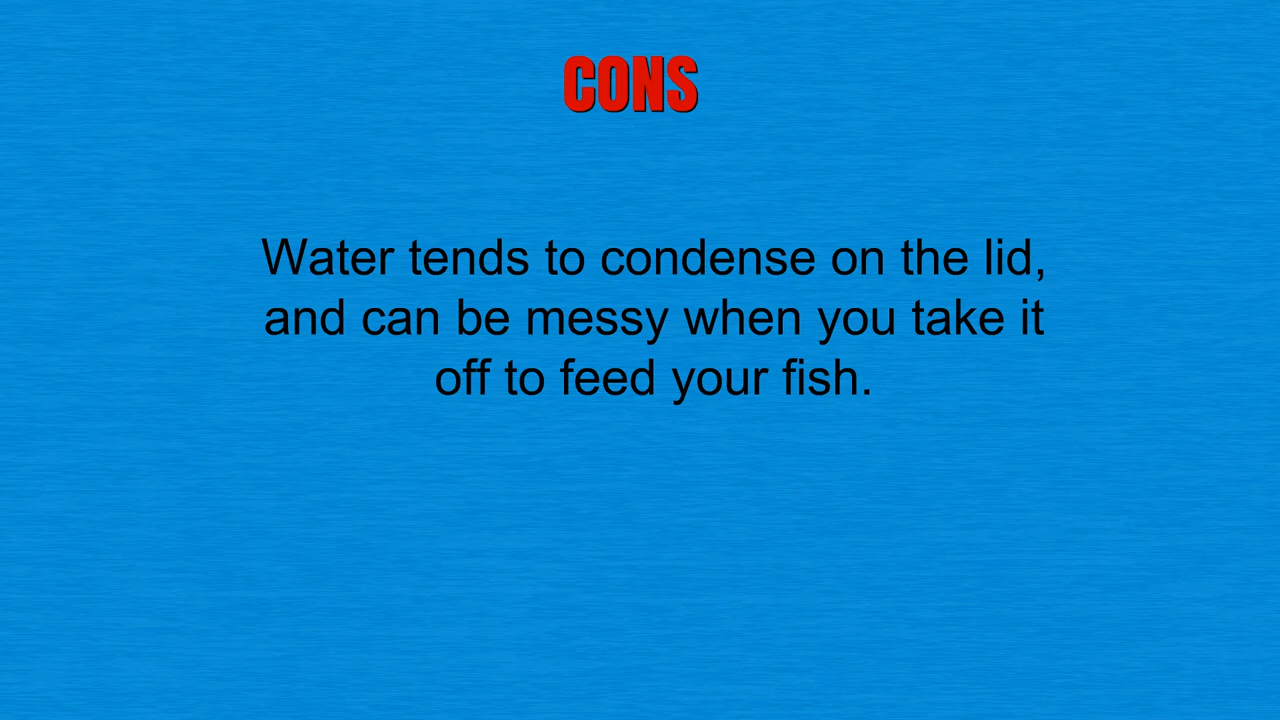 CONS
Water tends to condense on the lid,
and can be messy when you take it
off to feed your fish.